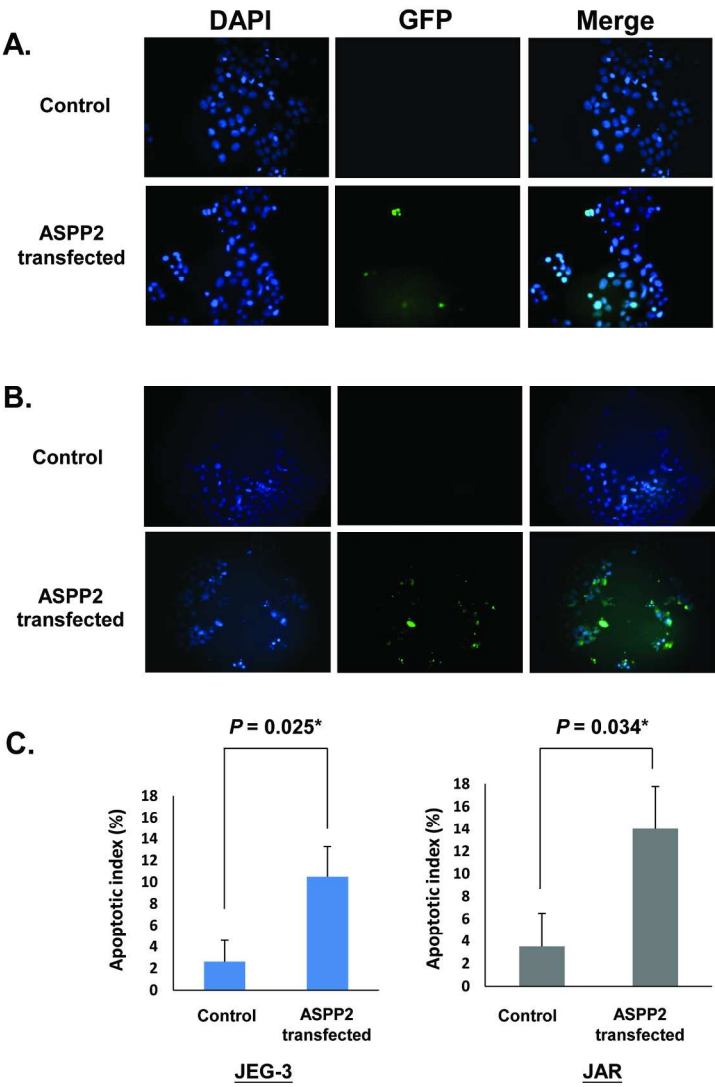 DAPI GFP Merge
A.
Control
ASPP2
transfected
B.
Control
ASPP2
transfected
C.
P = 0.025*
Apoptotic index (%)
18
16
14
12
10
8
6
4
2
0
Control ASPP2
transfected
JEG-3
P = 0.034*
Apoptotic index (%)
18
16
14
12
10
8
6
4
2
0
Control ASPP2
transfected
JAR